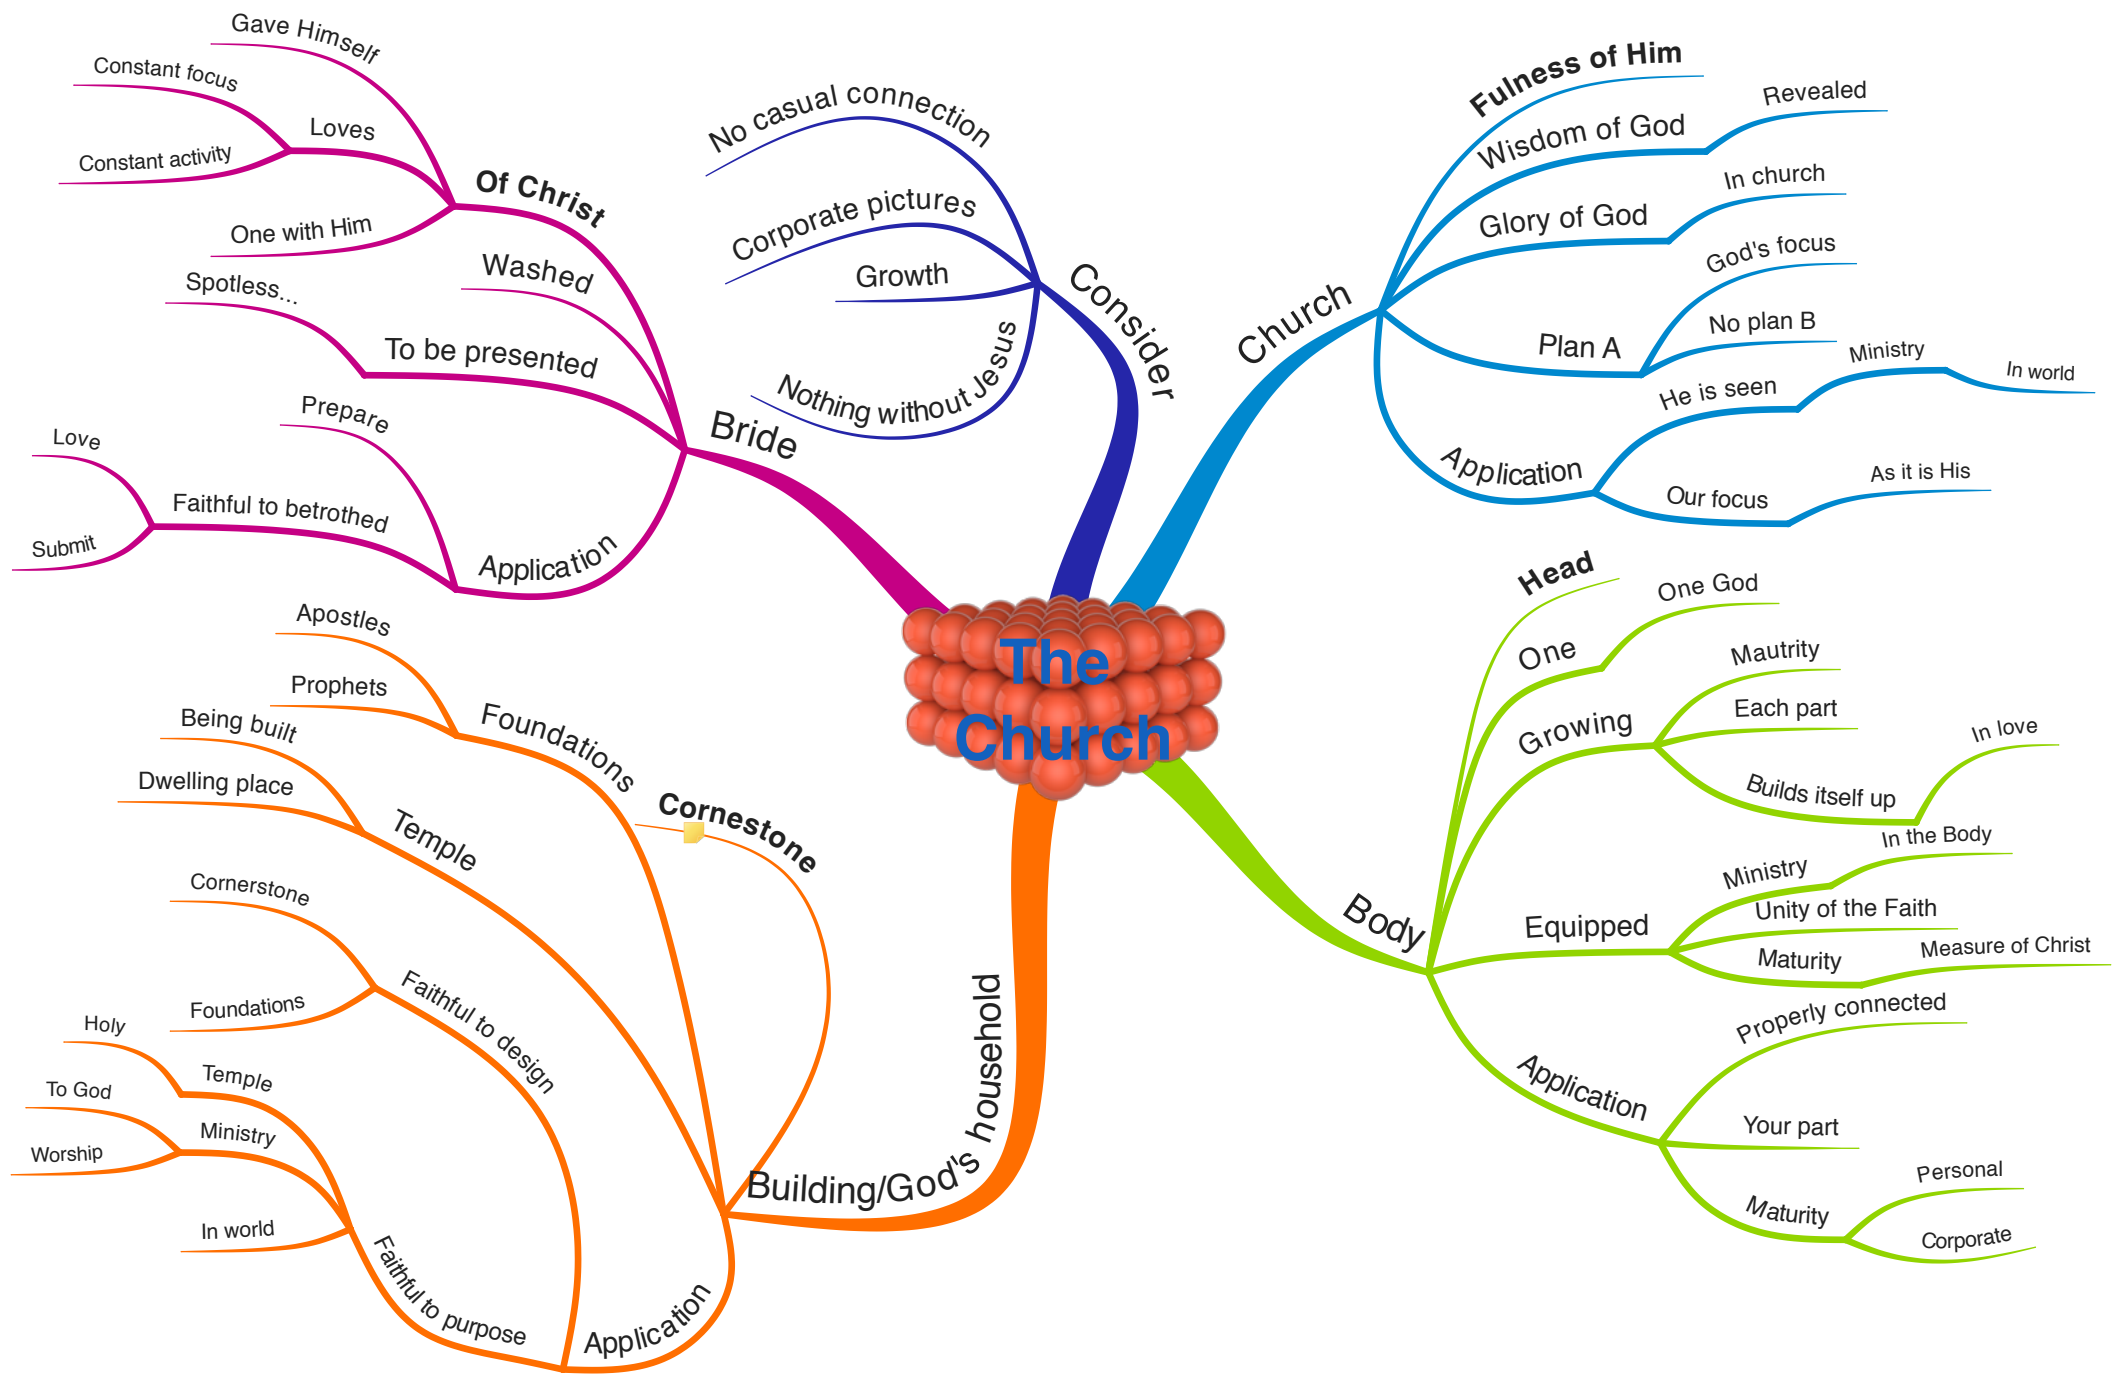 The
Church
Consider
No casual connection
Corporate pictures
Growth
Nothing without Jesus
Church
Fulness of Him
Wisdom of God
Revealed
Glory of God
In church
Plan A
God's focus
No plan B
Application
He is seen
Ministry
In world
Our focus
As it is His
Body
Head
One
One God
Growing
Mautrity
Each part
Builds itself up
In love
Equipped
Ministry
In the Body
Unity of the Faith
Maturity
Measure of Christ
Application
Properly connected
Your part
Maturity
Personal
Corporate
Building/God's household
Cornestone
Foundations
Apostles
Prophets
Temple
Being built
Dwelling place
Application
Faithful to design
Cornerstone
Foundations
Faithful to purpose
Temple
Holy
Ministry
To God
Worship
In world
Bride
Of Christ
Gave Himself
Loves
Constant focus
Constant activity
One with Him
Washed
To be presented
Spotless...
Application
Prepare
Faithful to betrothed
Love
Submit